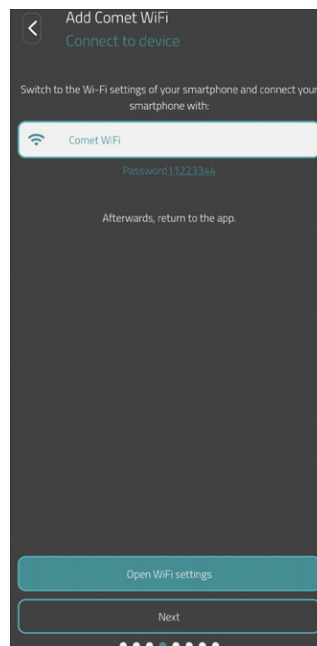 Add Comet WiFi
Connect to device
Switch to the Wi-Fi settings of your smartphone and connect your
smartphone with:
Comet WiFi
Password 11223344
Afterwards, return to the app.
Open WiFi settings
Next